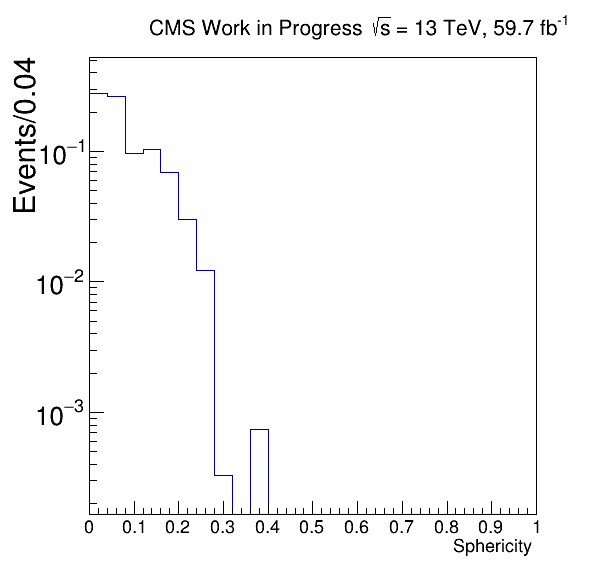 CMS Work in Progress √s = 13 TeV, 59.7 fb⁻¹
Events/0.04
10⁻¹
10⁻²
10⁻³
0 0.1 0.2 0.3 0.4 0.5 0.6 0.7 0.8 0.9 1
Sphericity